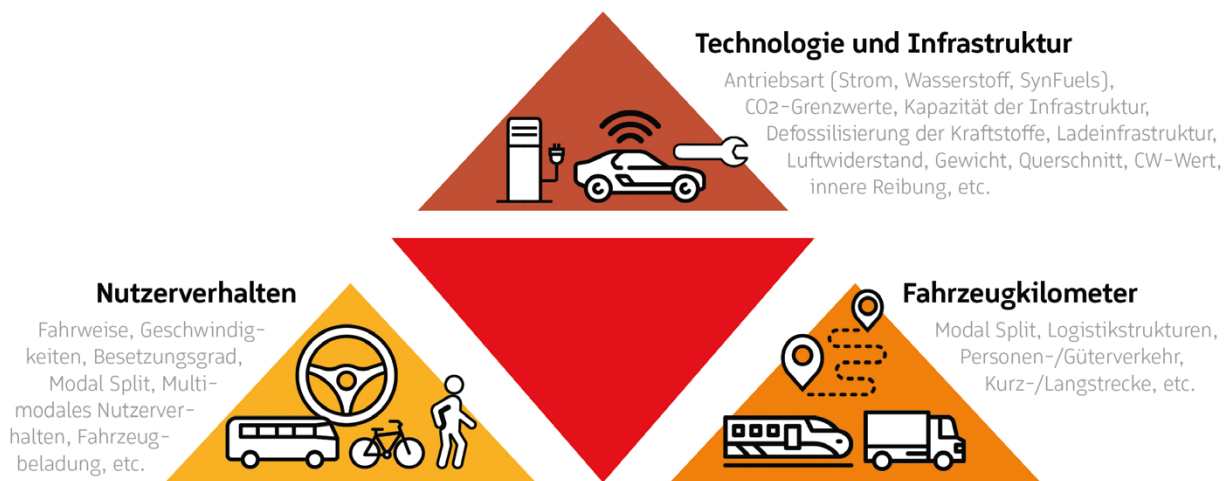 Technologie und Infrastruktur
Antriebsart (Strom, Wasserstoff, SynFuels),
CO2-Grenzwerte, Kapazität der Infrastruktur,
Defossilisierung der Kraftstoffe, Ladeinfrastruktur,
Luftwiderstand, Gewicht, Querschnitt, CW-Wert,
innere Reibung, etc.
Nutzerverhalten
Fahrweise, Geschwindig-
keiten, Besetzungsgrad,
Modal Split, Multi-
modales Nutzerver-
halten, Fahrzeug-
beladung, etc.
Fahrzeugkilometer
Modal Split, Logistikstrukturen,
Personen-/Güterverkehr,
Kurz-/Langstrecke, etc.